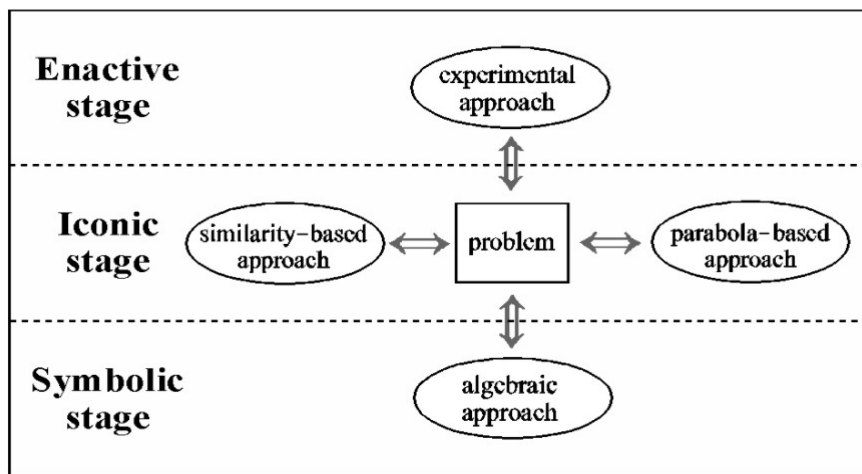 Enactive
stage
experimental
approach
Iconic
stage
similarity-based
approach
problem
parabola-based
approach
Symbolic
stage
algebraic
approach